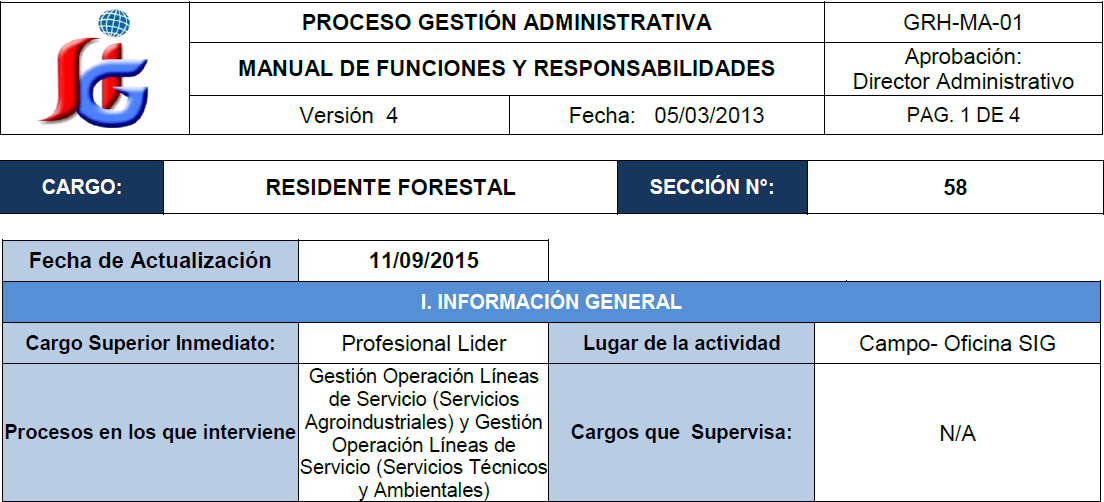 PROCESO GESTIÓN ADMINISTRATIVA
GRH-MA-01
MANUAL DE FUNCIONES Y RESPONSABILIDADES
Aprobación:
Director Administrativo
Versión 4
Fecha: 05/03/2013
PAG. 1 DE 4
CARGO:
RESIDENTE FORESTAL
SECCIÓN N°:
58
Fecha de Actualización
11/09/2015
I. INFORMACIÓN GENERAL
Cargo Superior Inmediato:
Profesional Lider
Lugar de la actividad
Campo- Oficina SIG
Procesos en los que interviene
Gestión Operación Líneas
de Servicio (Servicios
Agroindustriales) y Gestión
Operación Líneas de
Servicio (Servicios Técnicos
y Ambientales)
Cargos que Supervisa:
N/A